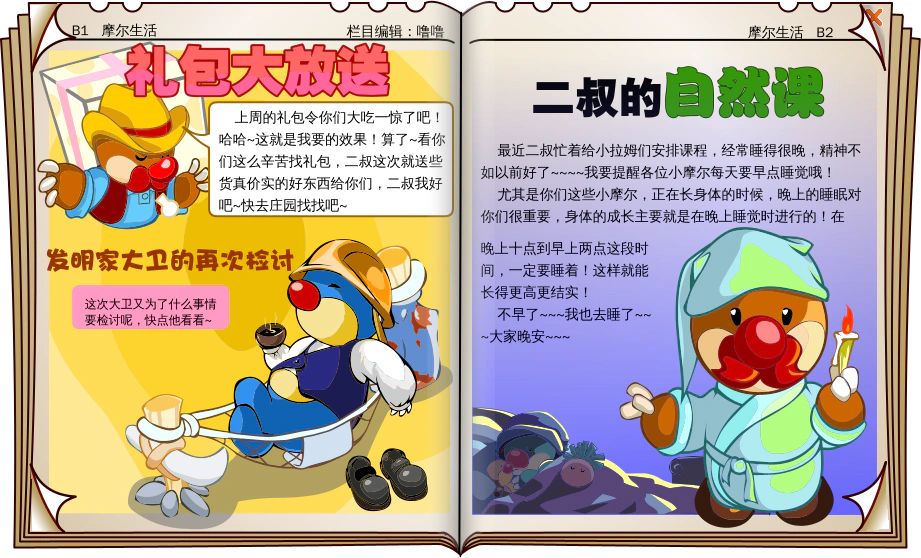 B1 摩尔生活
栏目编辑：噜噜
礼包大放送
上周的礼包令你们大吃一惊了吧！
哈哈~这就是我要的效果！算了~看你
们这么辛苦找礼包，二叔这次就送些
货真价实的好东西给你们，二叔我好
吧~快去庄园找找吧~
发明家大卫的再次检讨
这次大卫又为了什么事情
要检讨呢，快点他看看~
摩尔生活 B2
二叔的自然课
最近二叔忙着给小拉姆们安排课程，经常睡得很晚，精神不
如以前好了~~~~我要提醒各位小摩尔每天要早点睡觉哦！
尤其是你们这些小摩尔，正在长身体的时候，晚上的睡眠对
你们很重要，身体的成长主要就是在晚上睡觉时进行的！在
晚上十点到早上两点这段时
间，一定要睡着！这样就能
长得更高更结实！
不早了~~~我也去睡了~~
~大家晚安~~~